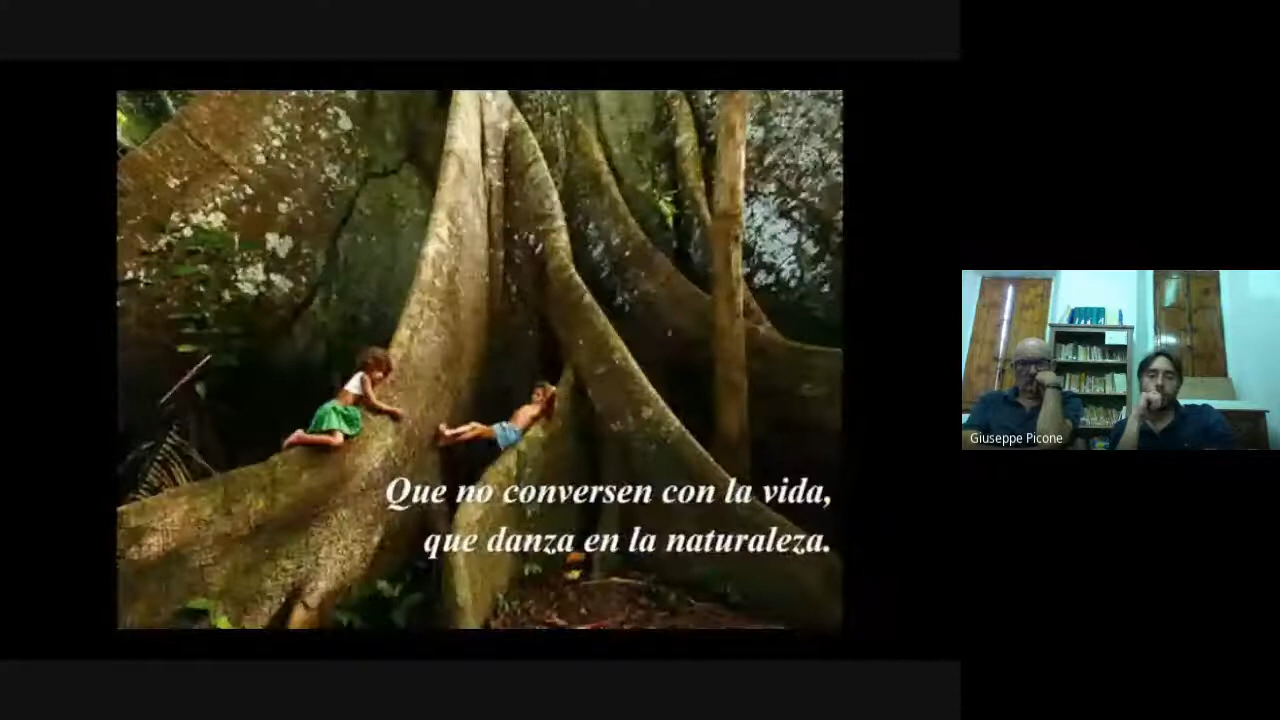 Que no conversen con la vida,
que danza en la naturaleza.
Giuseppe Picone